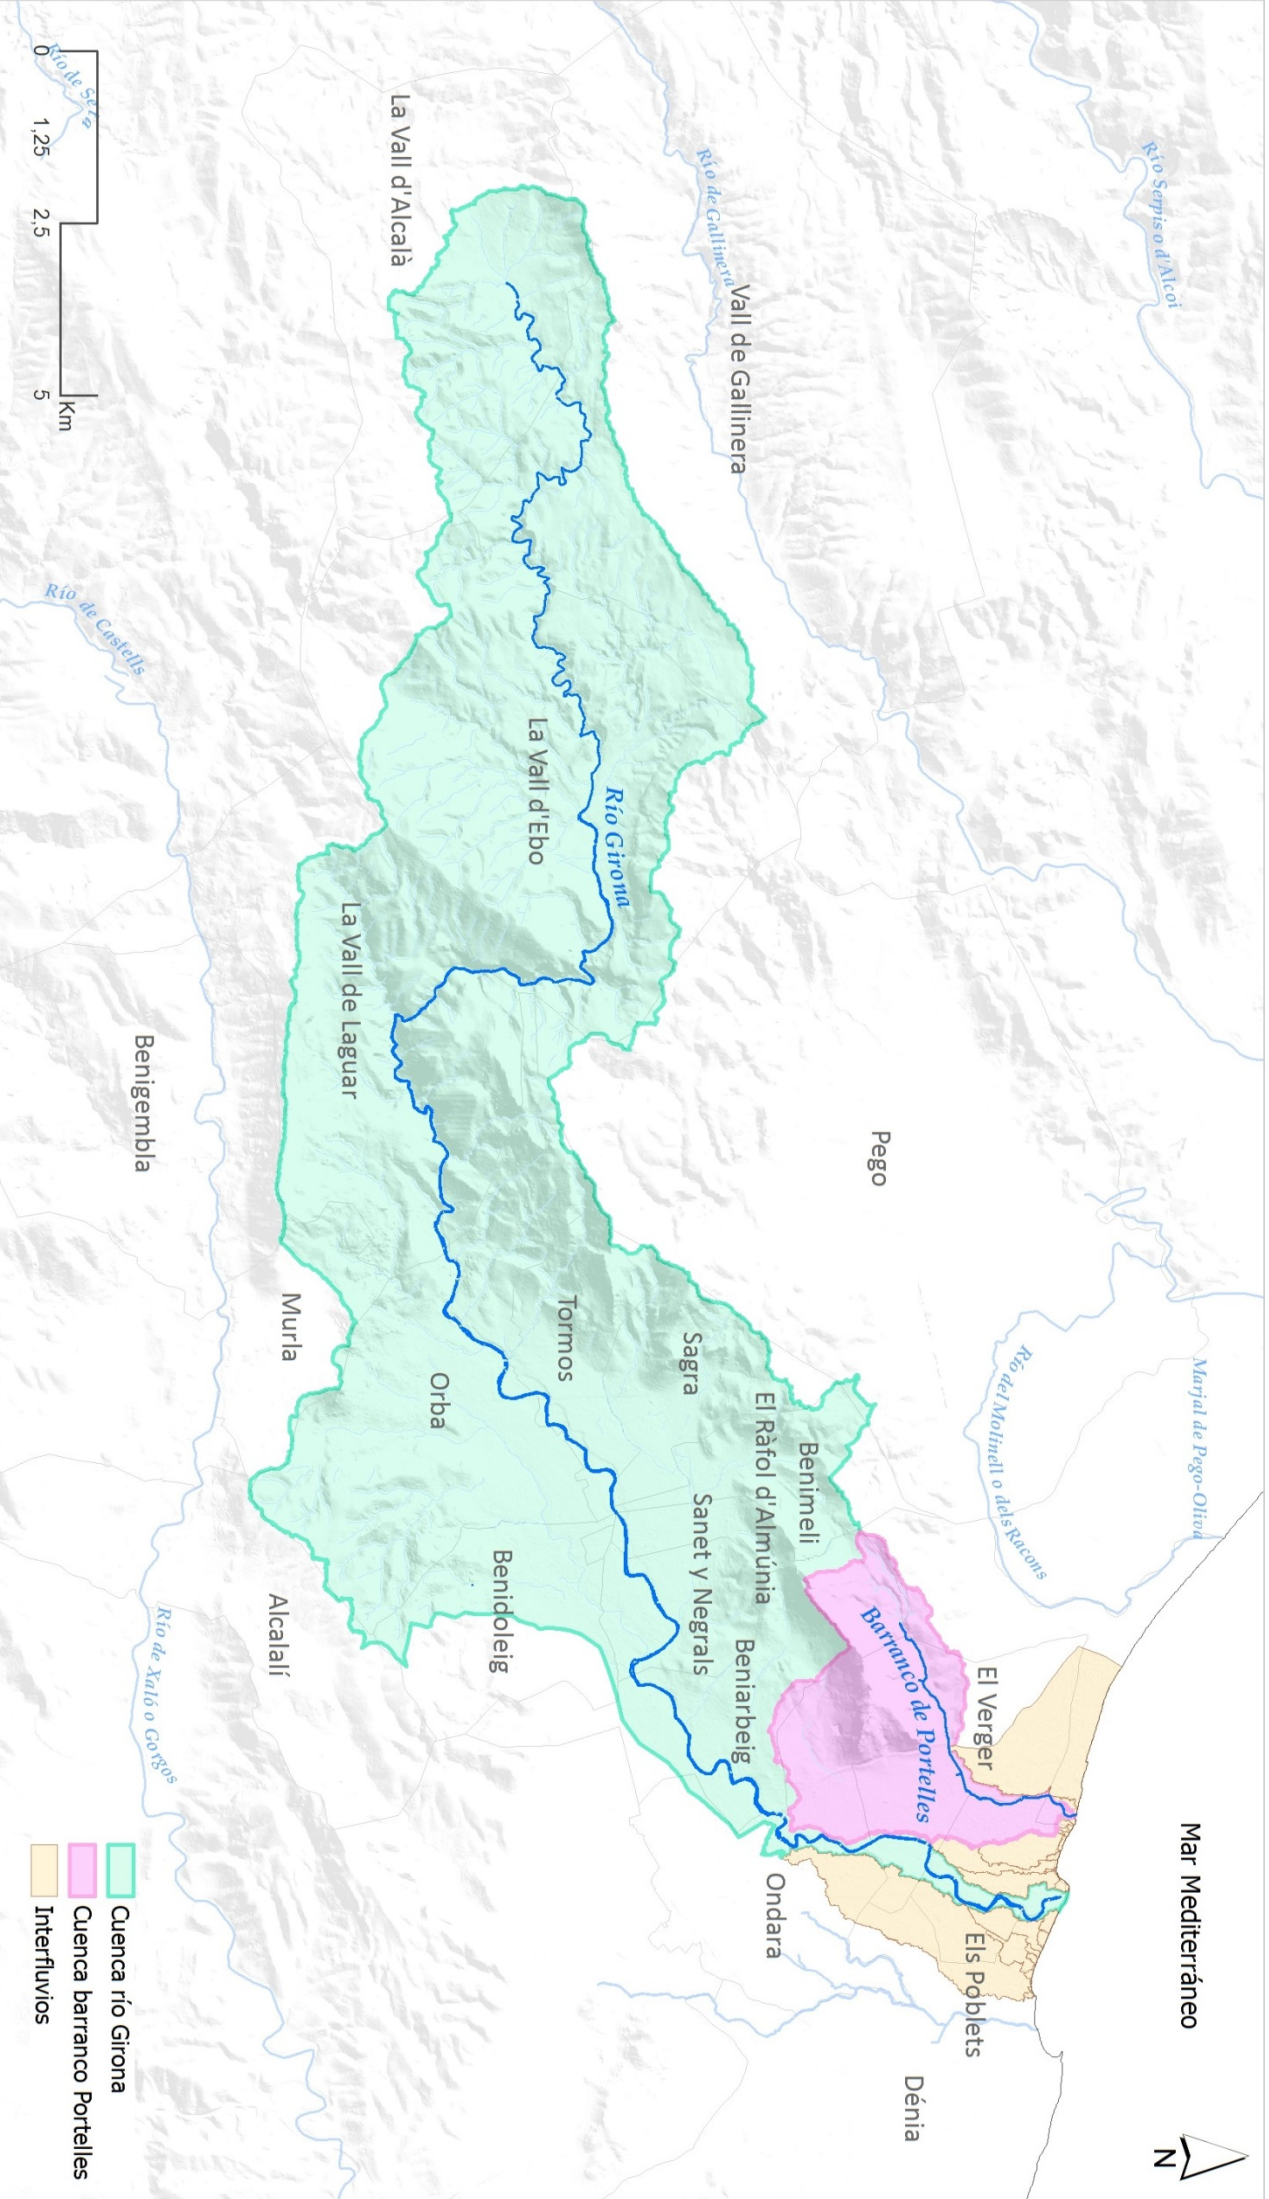 Río Serpis o d'Alcoi
Río de Gallinera
Vall de Gallinera
Río de Seta
La Vall d'Alcalà
Marjal de Pego-Oliva
Río del Molinell o dels Racons
Mar Mediterráneo
N
Pego
La Vall d'Ebo
Río Girona
Río de Castells
La Vall de Laguar
Benigembla
Tormos
Sagra
El Ràfol d'Almúnia
Benimeli
Sanet y Negrals
Beniarbeig
El Verger
Barranco de Portelles
Els Poblets
Dénia
Ondara
Murla
Orba
Benidoleig
Alcalalí
Río de Xaló o Gorgos
0 1,25 2,5 5
Km
Cuenca río Girona
Cuenca barranco Portelles
Interfluvios